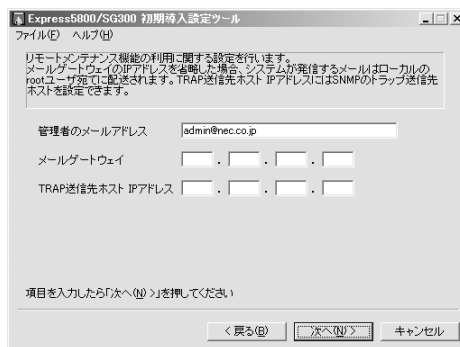 Express5800/SG300 初期導入設定ツール
ファイル(F) ヘルプ(H)
リモートメンテナンス機能の利用に関する設定を行います。
メールゲートウェイのIPアドレスを省略した場合、システムが発信するメールはローカルの
rootユーザ宛てに配送されます。TRAP送信先ホスト IPアドレスにはSNMPのトラップ送信先
ホストを設定できます。
管理者のメールアドレス admin@nec.co.jp
メールゲートウェイ . . .
TRAP送信先ホスト IPアドレス . . .
項目を入力したら「次へ(N) >」を押してください
< 戻る(B) 次へ(N) > キャンセル